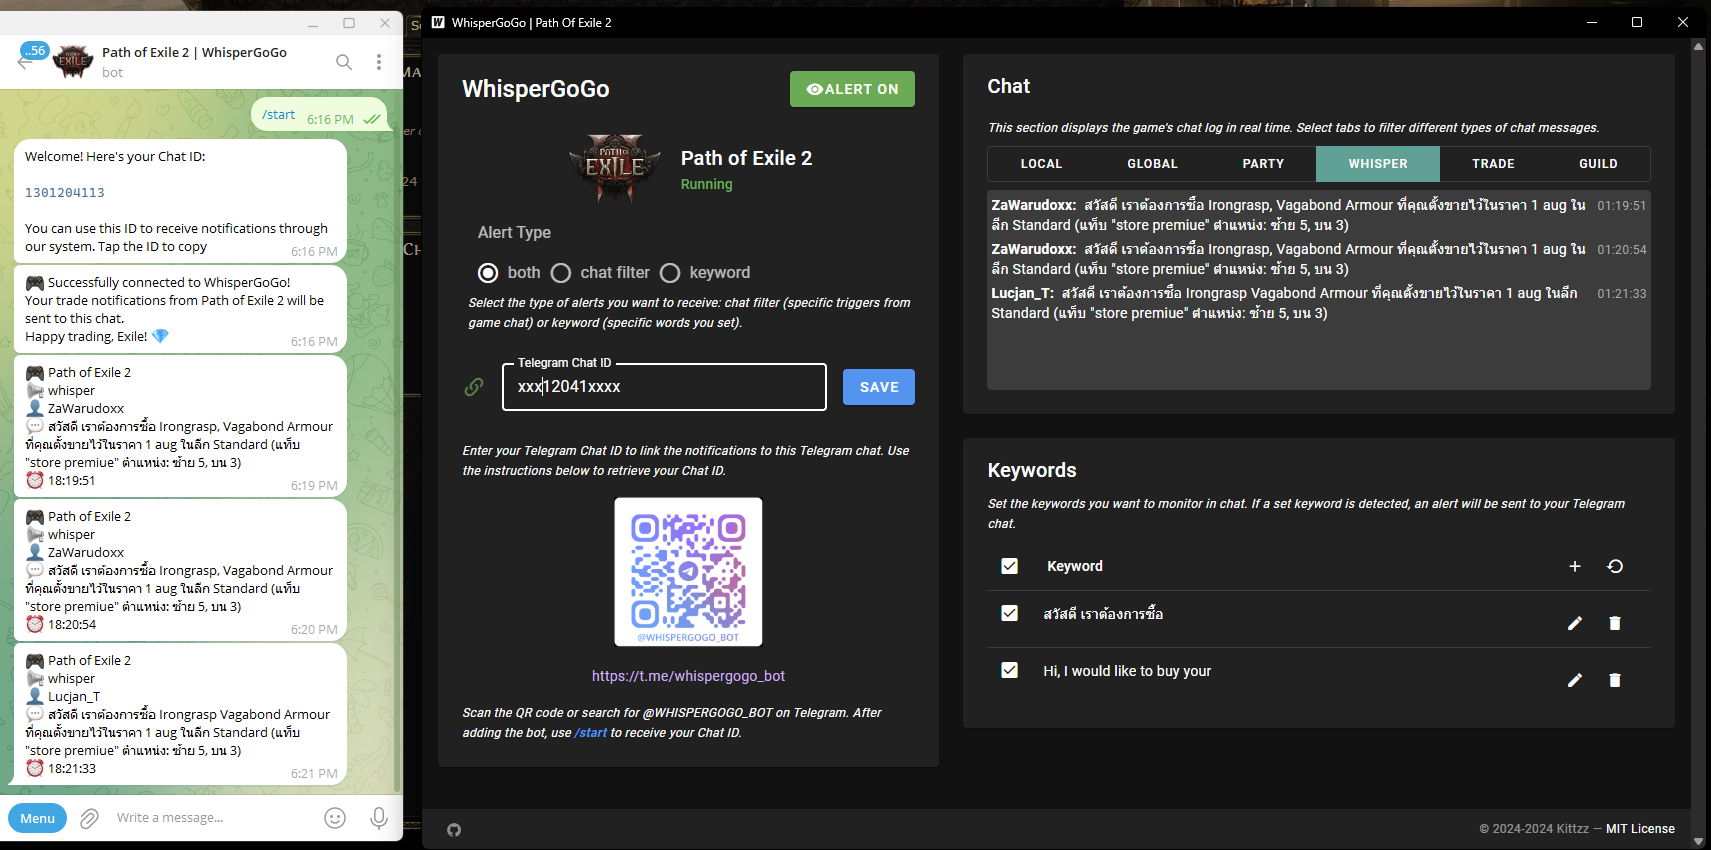 ..56
Path of Exile 2 | WhisperGoGo
bot
/start
6:16 PM
Welcome! Here's your Chat ID:
1301204113
You can use this ID to receive notifications through
our system. Tap the ID to copy
6:16 PM
Successfully connected to WhisperGoGo!
Your trade notifications from Path of Exile 2 will be
sent to this chat.
Happy trading, Exile!
6:16 PM
Path of Exile 2
whisper
ZaWarudoxx
สวัสดี เราต้องการซื้อ Irongrasp, Vagabond Armour
ที่คุณตั้งขายไว้ในราคา 1 aug ในลีก Standard (แท็บ
"store premiue" ตำแหน่ง: ซ้าย 5, บน 3)
18:19:51
6:19 PM
Path of Exile 2
whisper
ZaWarudoxx
สวัสดี เราต้องการซื้อ Irongrasp, Vagabond Armour
ที่คุณตั้งขายไว้ในราคา 1 aug ในลีก Standard (แท็บ
"store premiue" ตำแหน่ง: ซ้าย 5, บน 3)
18:20:54
6:20 PM
Path of Exile 2
whisper
Lucjan_T
สวัสดี เราต้องการซื้อ Irongrasp Vagabond Armour
ที่คุณตั้งขายไว้ในราคา 1 aug ในลีก Standard (แท็บ
"store premiue" ตำแหน่ง: ซ้าย 5, บน 3)
18:21:33
6:21 PM
Menu
Write a message...
W WhisperGoGo | Path Of Exile 2
WhisperGoGo
ALERT ON
PATH OF
EXILE
Path of Exile 2
Running
Alert Type
both chat filter keyword
Select the type of alerts you want to receive: chat filter (specific triggers from
game chat) or keyword (specific words you set).
Telegram Chat ID
xxx12041xxxx
SAVE
Enter your Telegram Chat ID to link the notifications to this Telegram chat. Use
the instructions below to retrieve your Chat ID.
@WHISPERGOGO_BOT
https://t.me/whispergogo_bot
Scan the QR code or search for @WHISPERGOGO_BOT on Telegram. After
adding the bot, use /start to receive your Chat ID.
Chat
This section displays the game's chat log in real time. Select tabs to filter different types of chat messages.
LOCAL GLOBAL PARTY WHISPER TRADE GUILD
ZaWarudoxx: สวัสดี เราต้องการซื้อ Irongrasp, Vagabond Armour ที่คุณตั้งขายไว้ในราคา 1 aug ใน 01:19:51
ลีก Standard (แท็บ "store premiue" ตำแหน่ง: ซ้าย 5, บน 3)
ZaWarudoxx: สวัสดี เราต้องการซื้อ Irongrasp, Vagabond Armour ที่คุณตั้งขายไว้ในราคา 1 aug ใน 01:20:54
ลีก Standard (แท็บ "store premiue" ตำแหน่ง: ซ้าย 5, บน 3)
Lucjan_T: สวัสดี เราต้องการซื้อ Irongrasp Vagabond Armour ที่คุณตั้งขายไว้ในราคา 1 aug ในลีก 01:21:33
Standard (แท็บ "store premiue" ตำแหน่ง: ซ้าย 5, บน 3)
Keywords
Set the keywords you want to monitor in chat. If a set keyword is detected, an alert will be sent to your Telegram
chat.
Keyword
สวัสดี เราต้องการซื้อ
Hi, I would like to buy your
© 2024-2024 Kittzz — MIT License